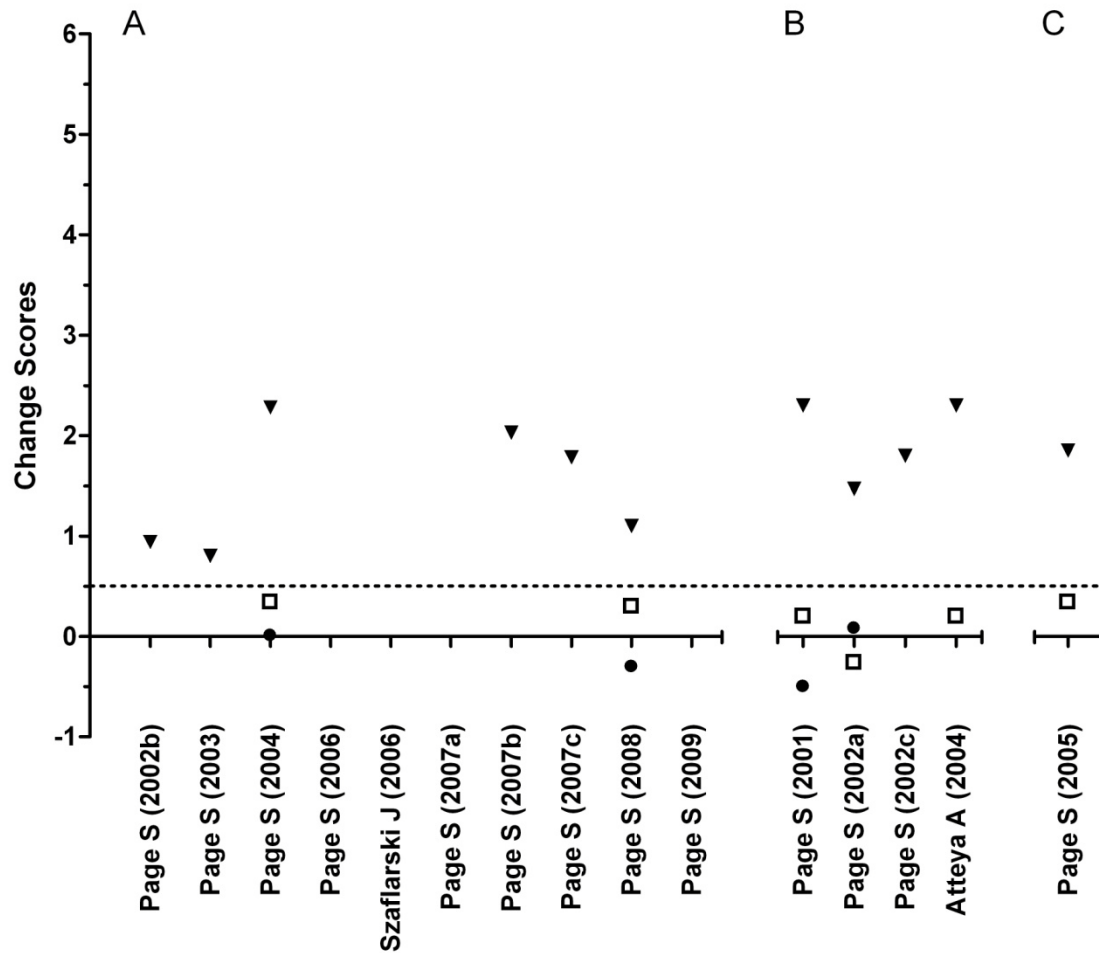 A
B
C
6
5
4
3
2
1
0
-1
Change Scores
Page S (2002b)
Page S (2003)
Page S (2004)
Page S (2006)
Szaflarski J (2006)
Page S (2007a)
Page S (2007b)
Page S (2007c)
Page S (2008)
Page S (2009)
Page S (2001)
Page S (2002a)
Page S (2002c)
Atteya A (2004)
Page S (2005)